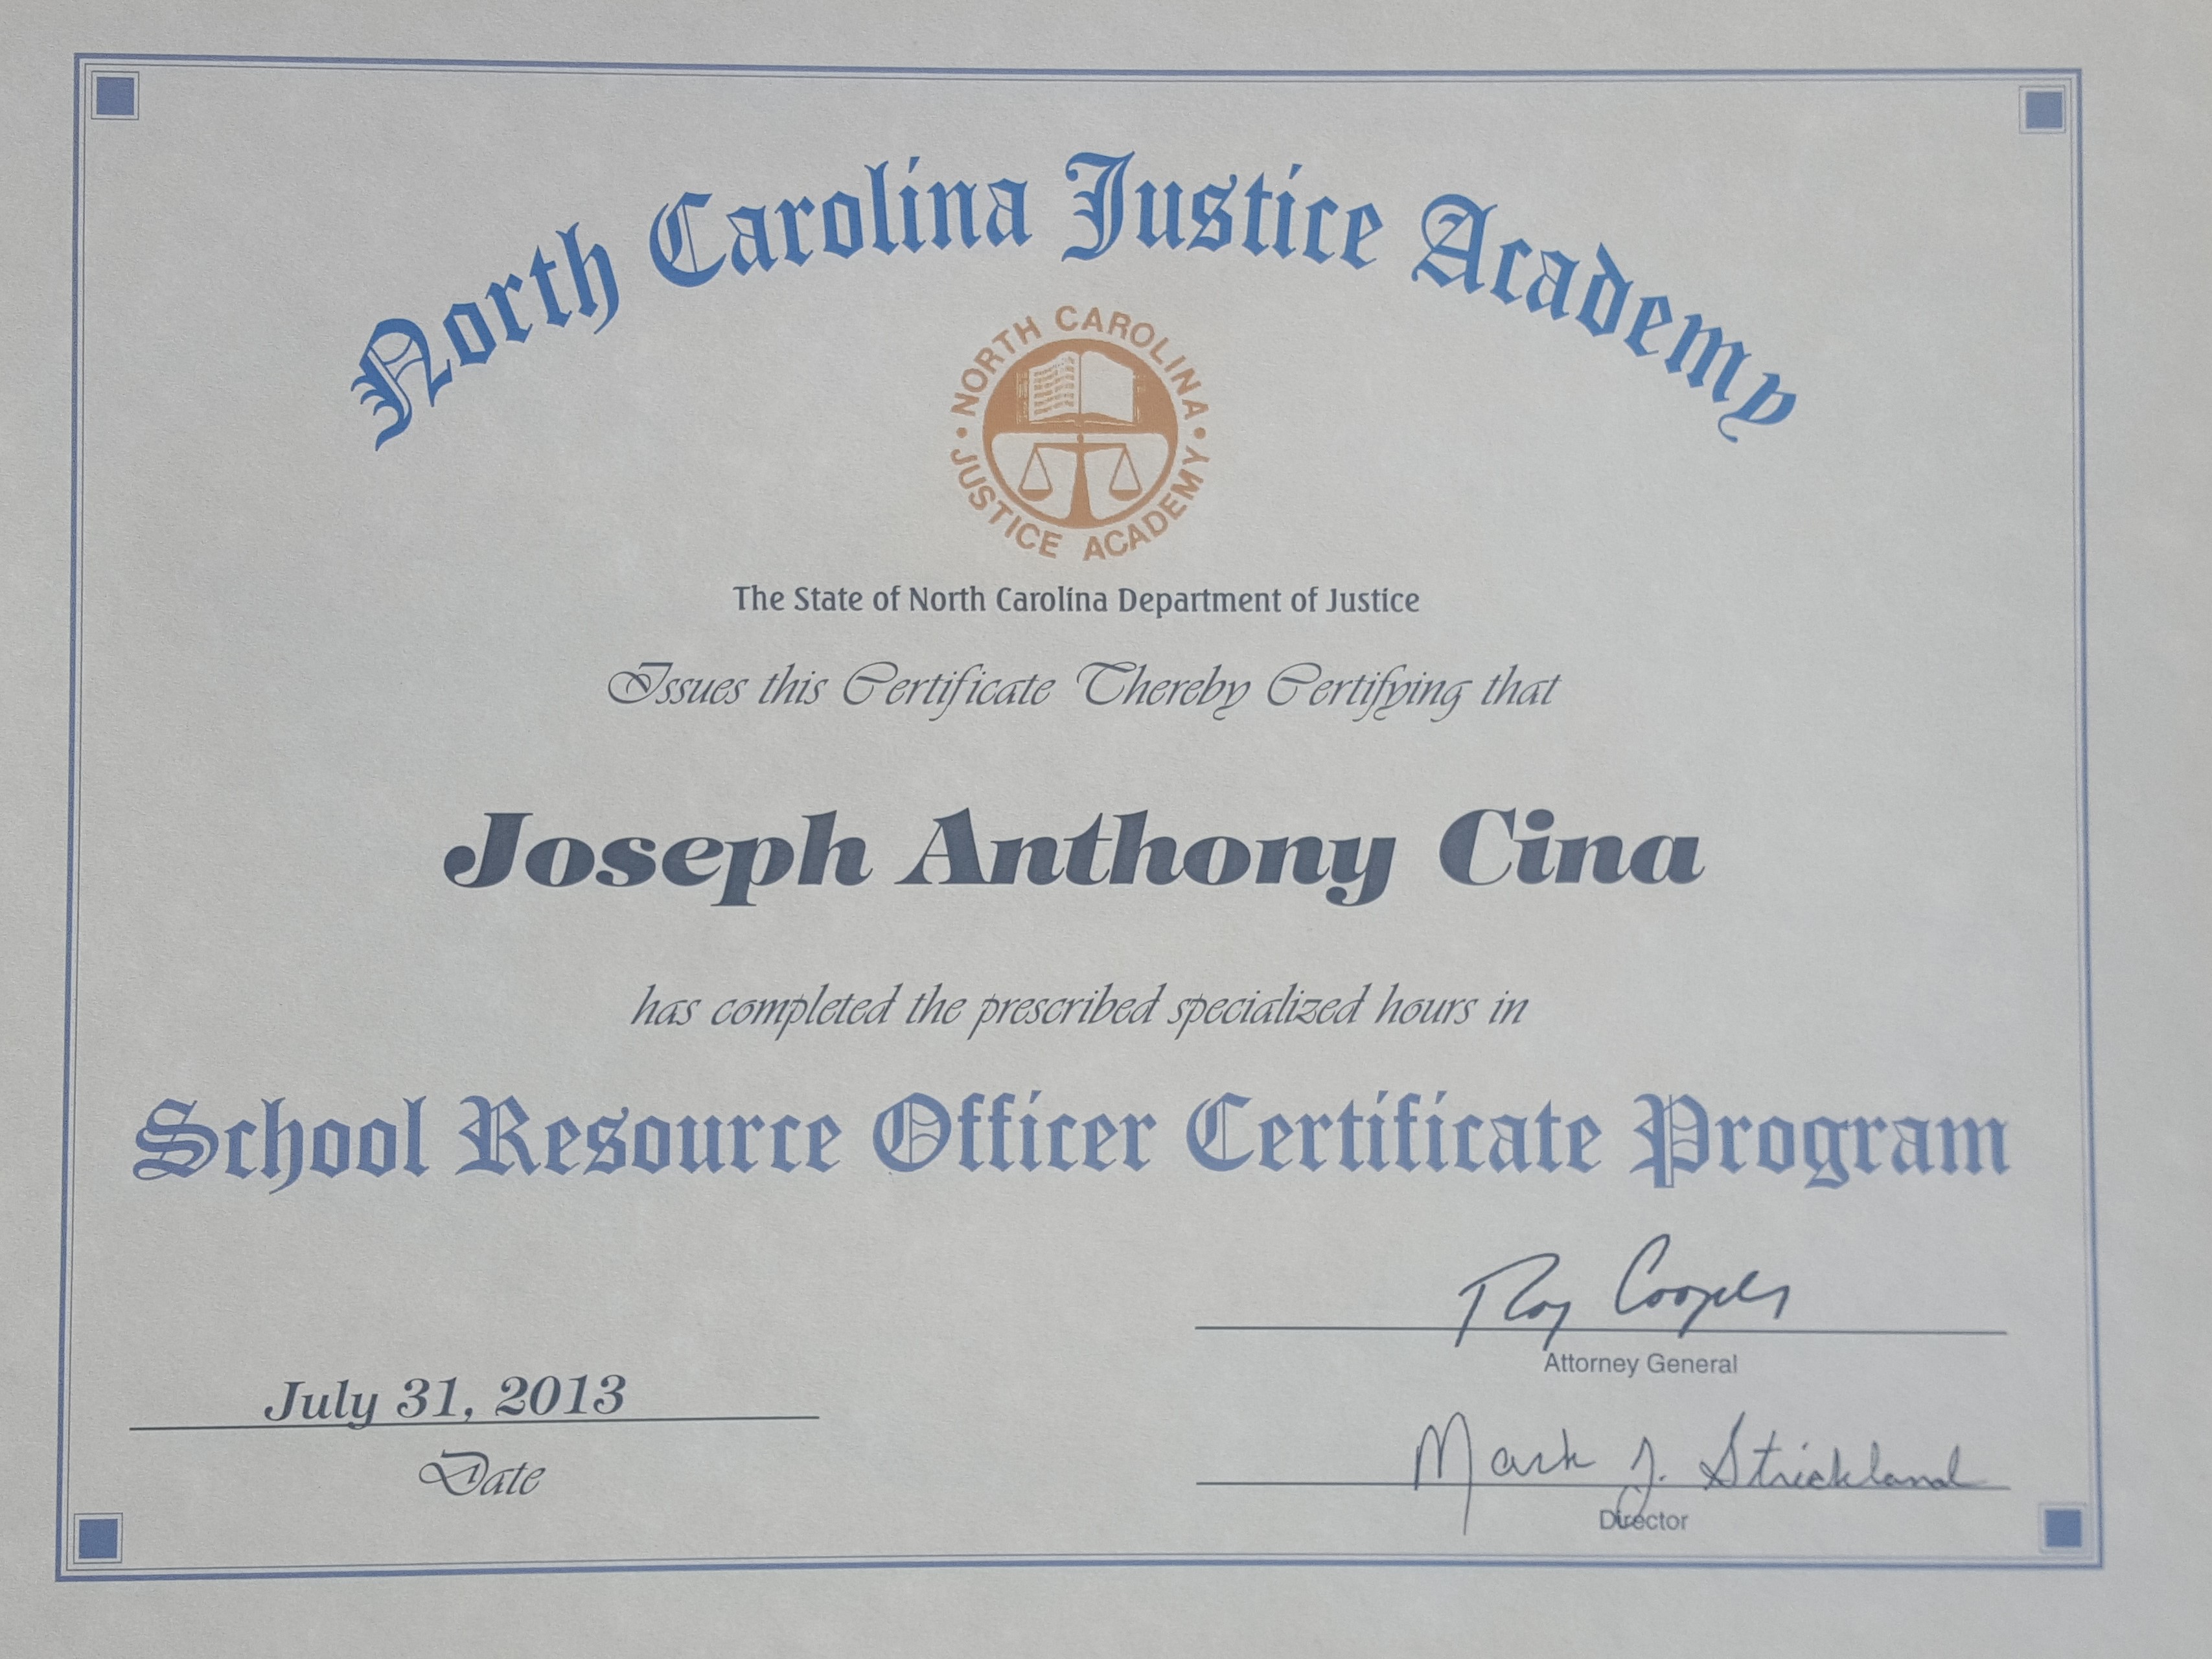 North Carolina Justice Academy
NORTH CAROLINA
JUSTICE ACADEMY
The State of North Carolina Department of Justice
Issues this Certificate Thereby Certifying that
Joseph Anthony Cina
has completed the prescribed specialized hours in
School Resource Officer Certificate Program
Roy Cooper
Attorney General
July 31, 2013
Date
Mark J. Strickland
Director